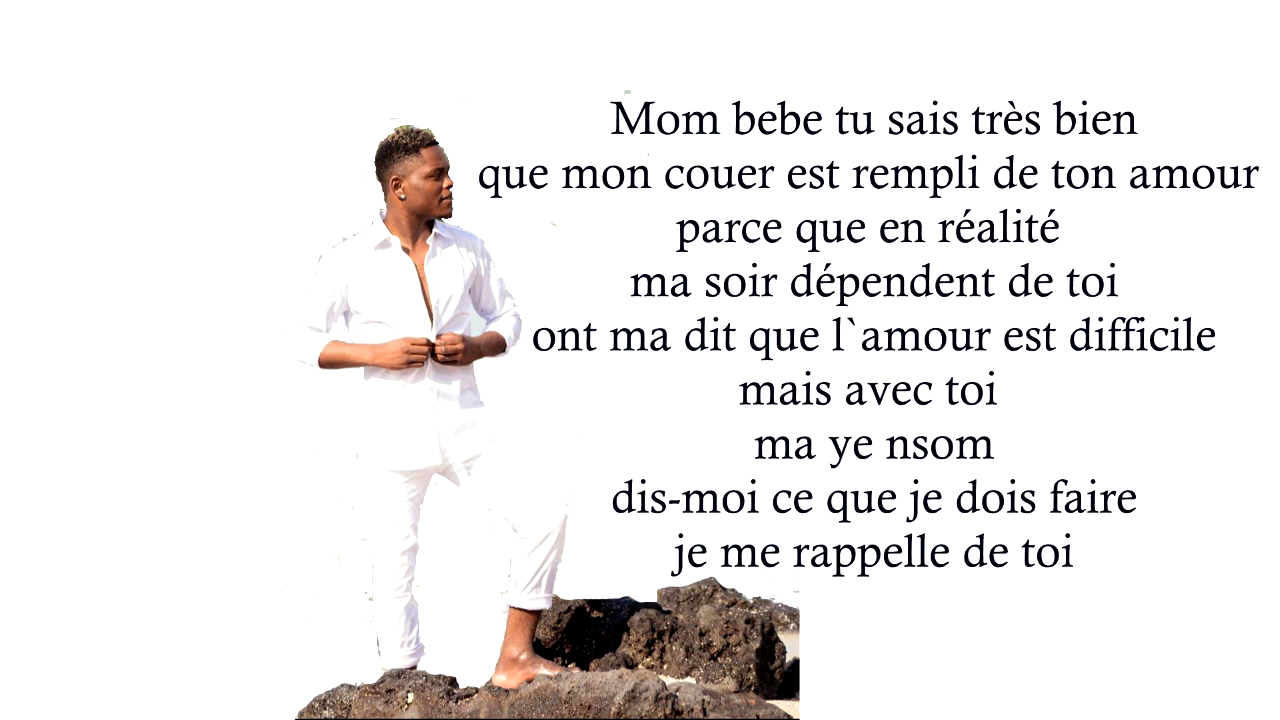 Mom bebe tu sais très bien
que mon couer est rempli de ton amour
parce que en réalité
ma soir dépendent de toi
ont ma dit que l`amour est difficile
mais avec toi
ma ye nsom
dis-moi ce que je dois faire
je me rappelle de toi